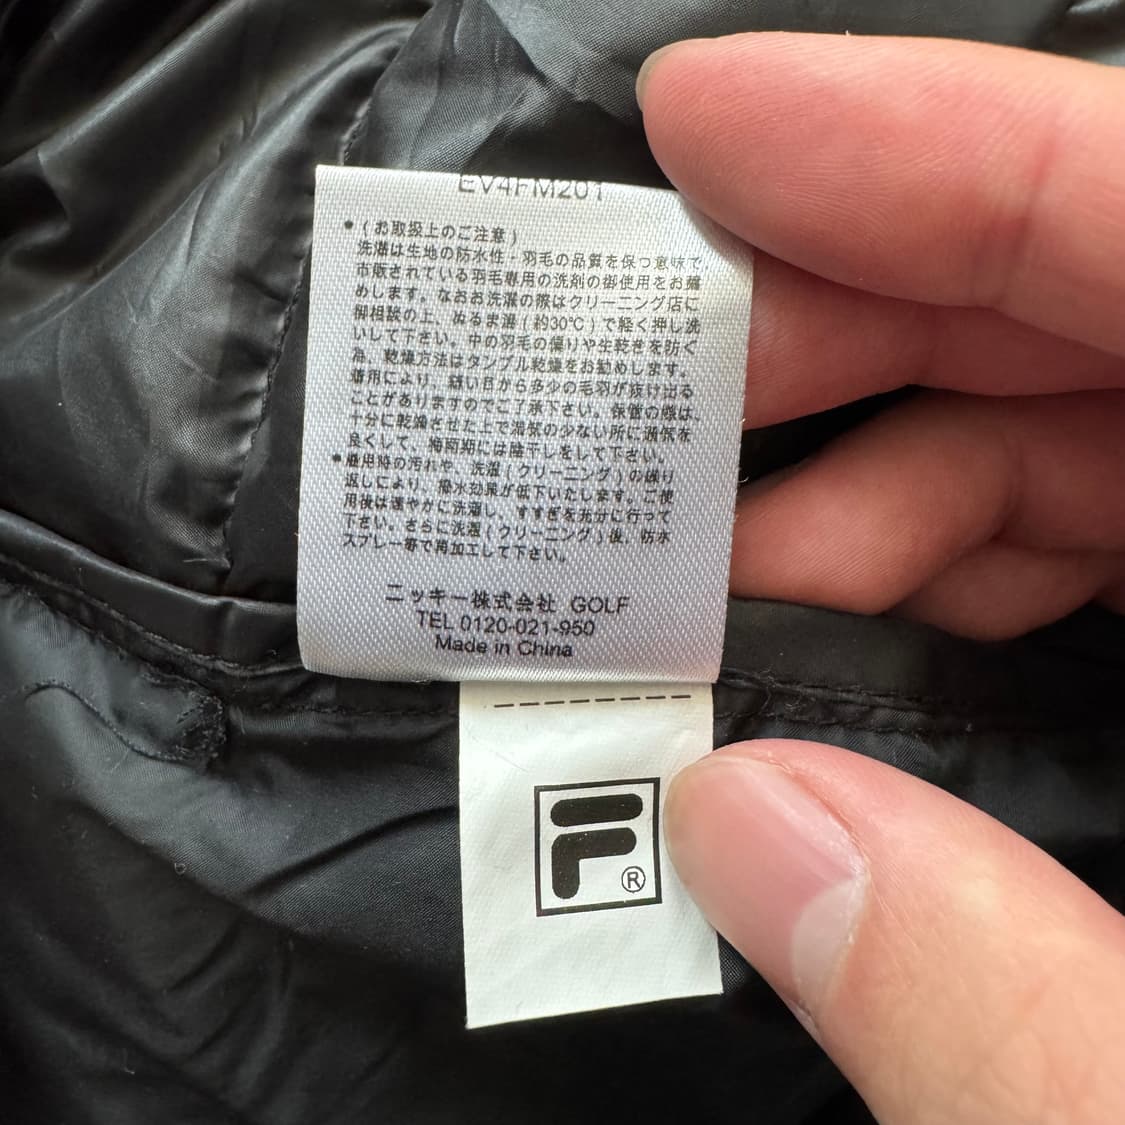 EV4FM201
•(お取扱上のご注意)
洗濯は生地の防水性・羽毛の品質を保つ意味で、
市販されている羽毛専用の洗剤の御使用をお薦
めします。なおお洗濯の際はクリーニング店に
御相談の上、ぬるま湯(約30℃)で軽く押し洗
いして下さい。中の羽毛の偏りや生乾きを防ぐ
為、乾燥方法はタンブル乾燥をお勧めします。
着用により、縫い目から多少の毛羽が抜け出る
ことがありますのでご了承下さい。保管の際は、
十分に乾燥させた上で湿気の少ない所に通気を
良くして、梅雨期には陰干しをして下さい。
•着用時の汚れや、洗濯(クリーニング)の繰り
返しにより、撥水効果が低下いたします。ご使
用後は速やかに洗濯し、すすぎを充分に行って
下さい。さらに洗濯(クリーニング)後、防水
スプレー等で再加工して下さい。
ニッキー株式会社 GOLF
TEL 0120-021-950
Made in China
F®